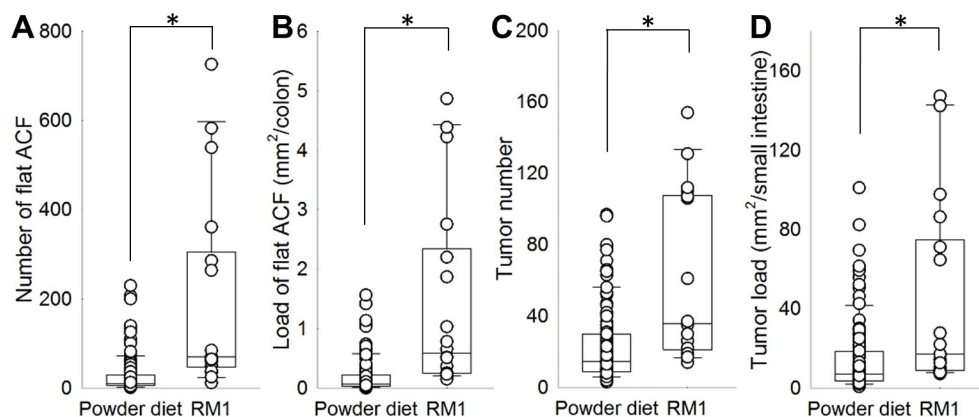 A
*
Number of flat ACF
800
600
400
200
0
Powder diet RM1
B
*
Load of flat ACF (mm²/colon)
6
5
4
3
2
1
0
Powder diet RM1
C
*
Tumor number
200
160
120
80
40
0
Powder diet RM1
D
*
Tumor load (mm²/small intestine)
160
120
80
40
0
Powder diet RM1